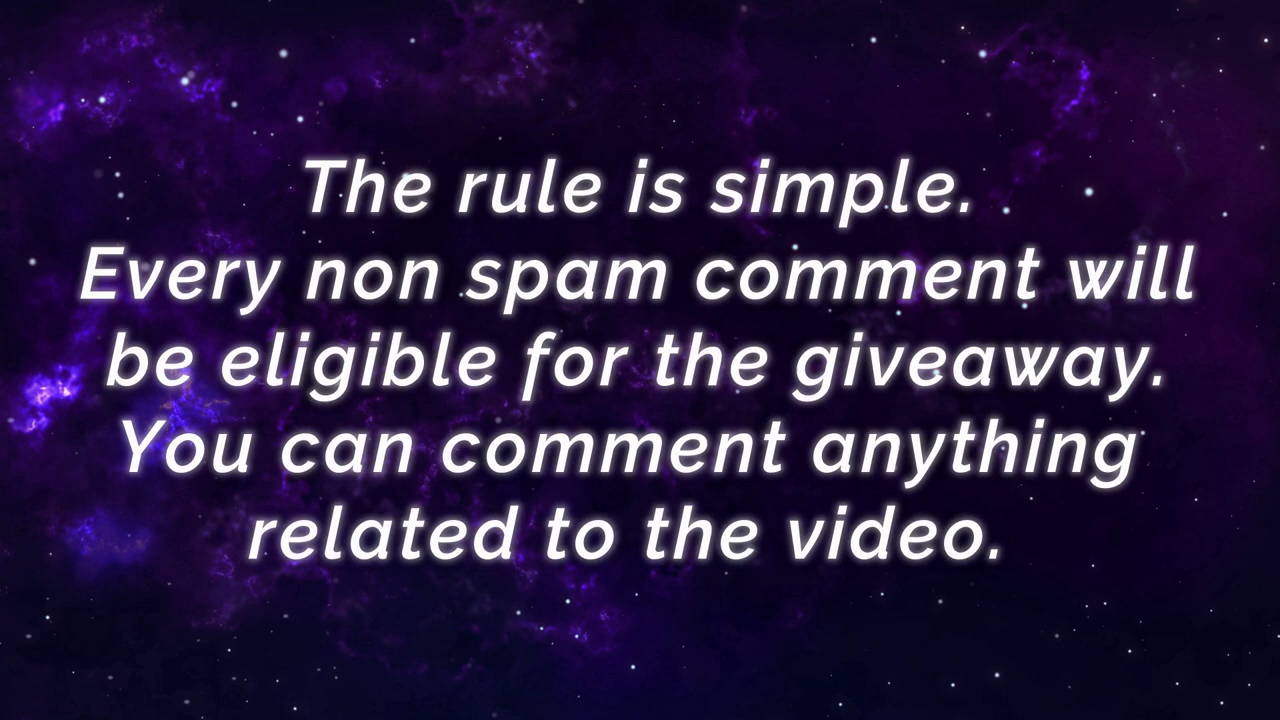 The rule is simple.
Every non spam comment will
be eligible for the giveaway.
You can comment anything
related to the video.